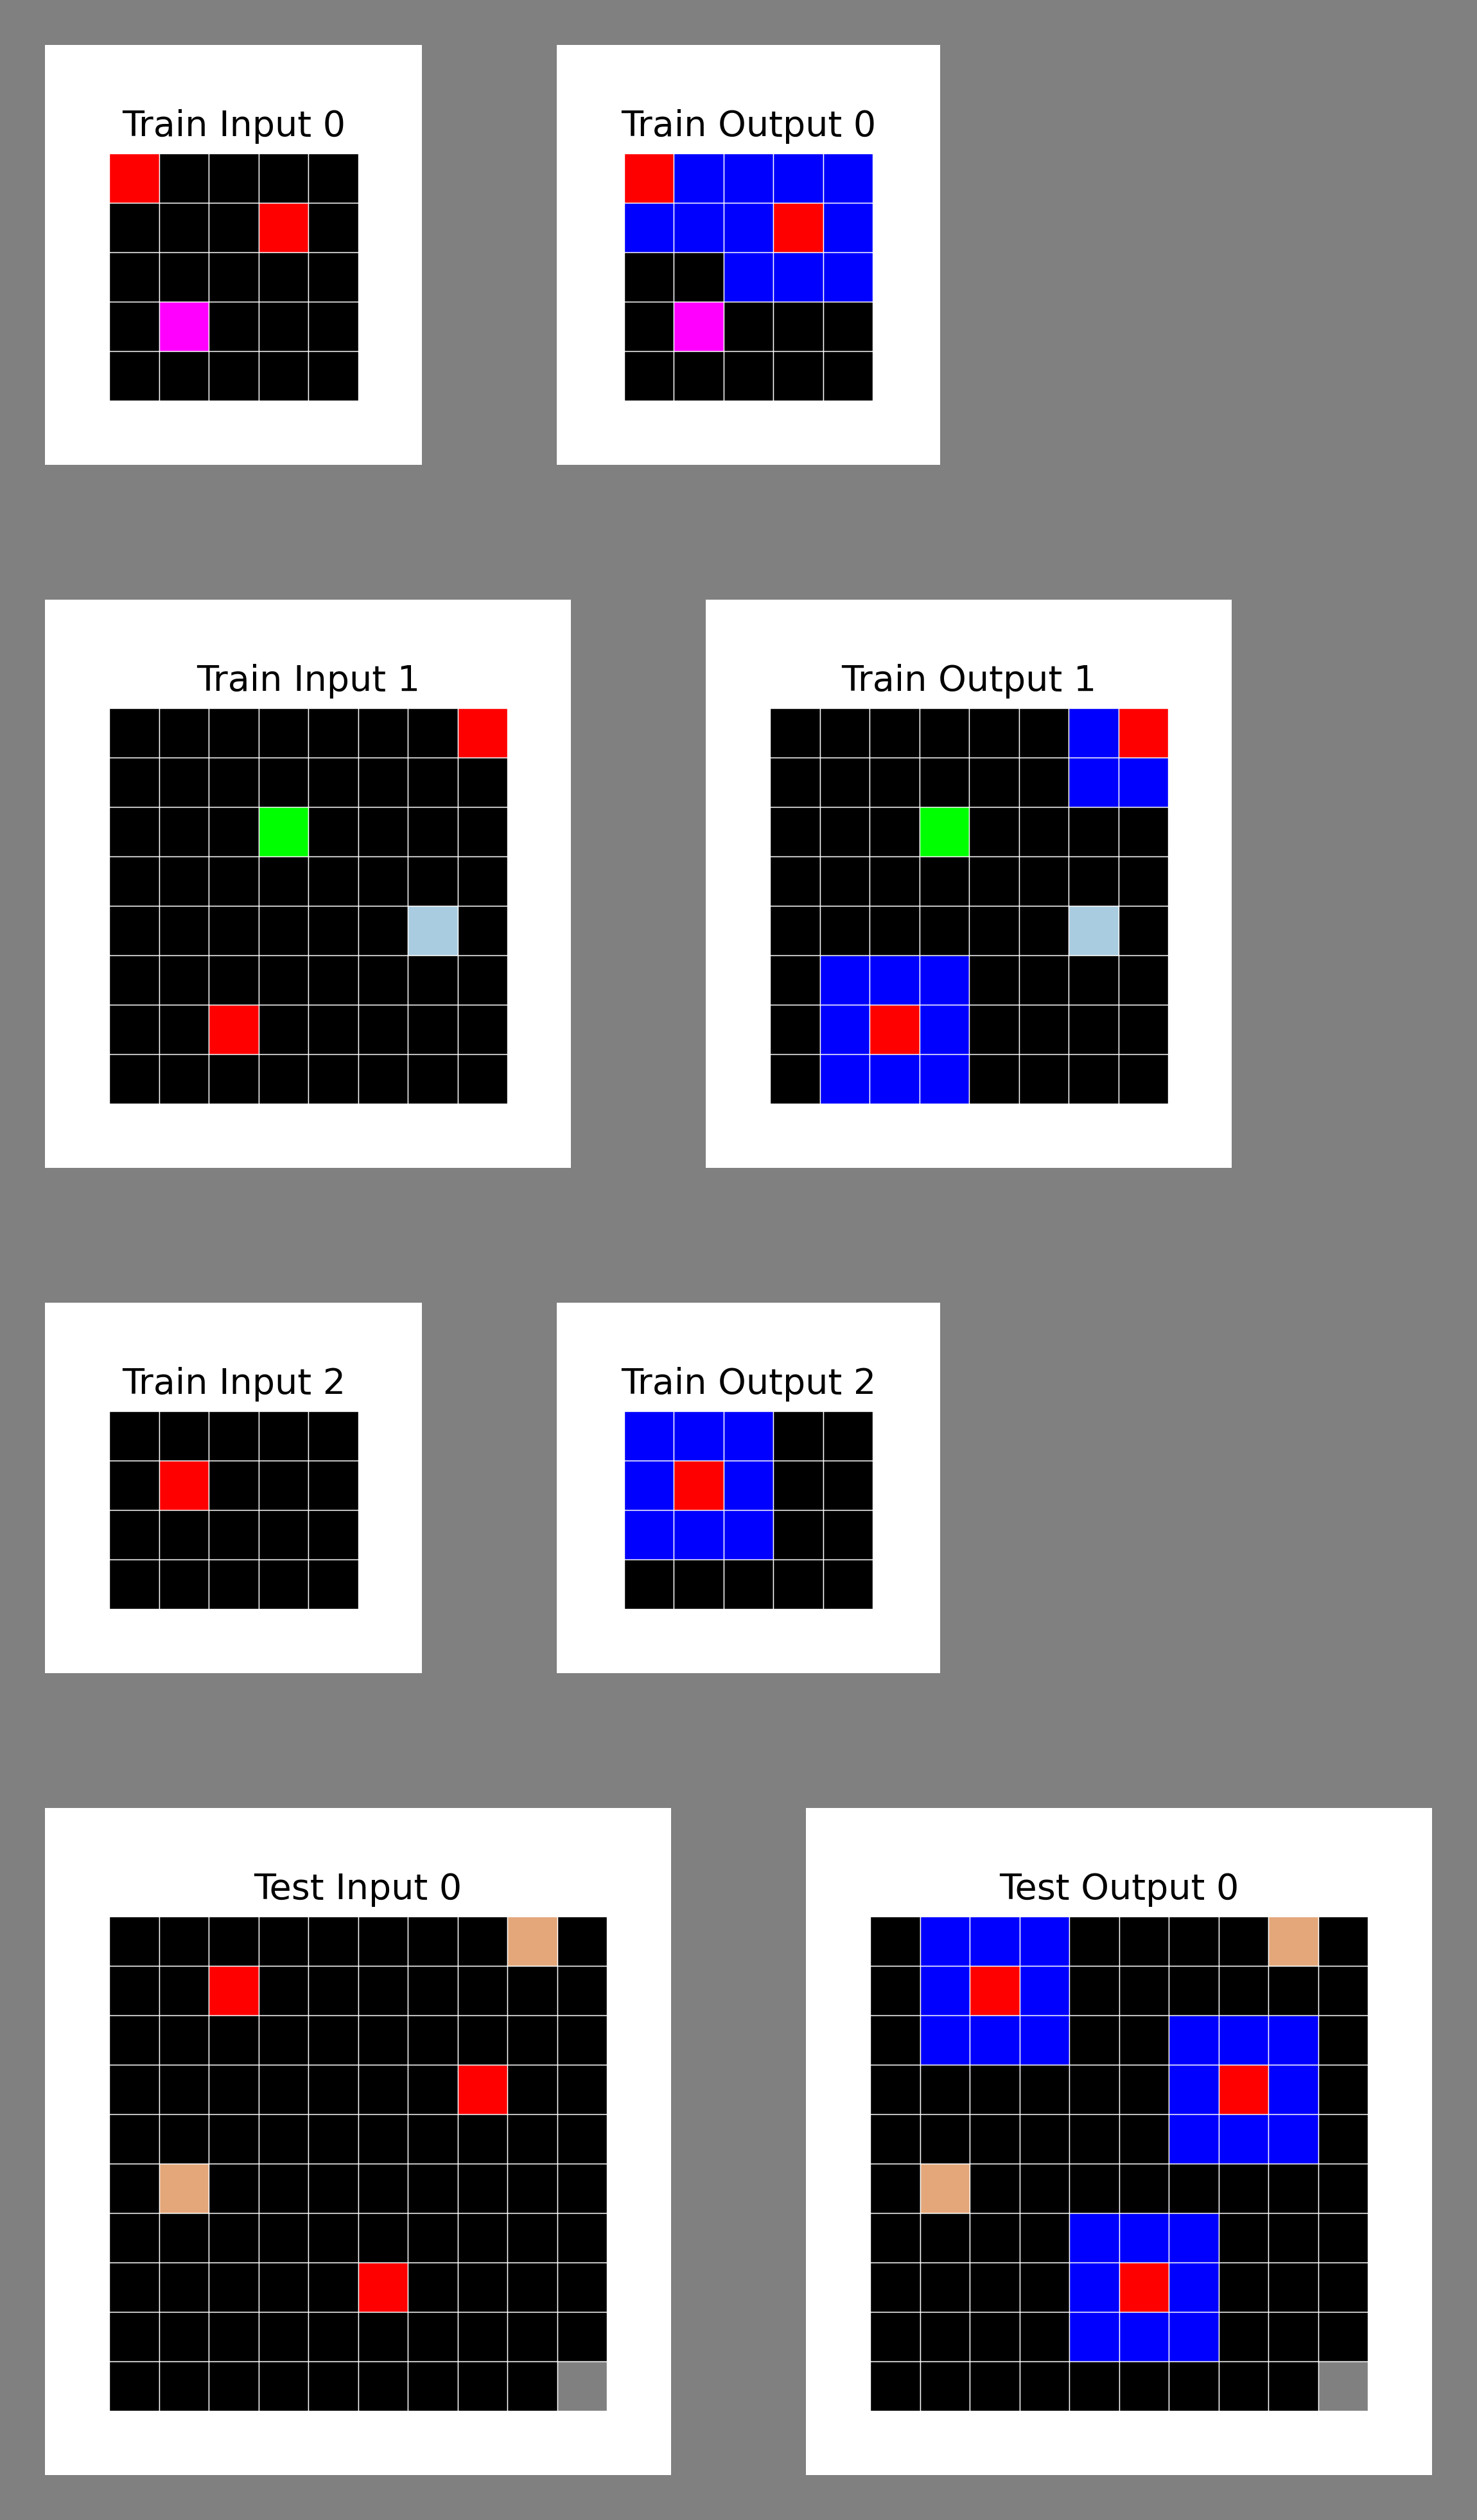 Train Input 0
Train Output 0
Train Input 1
Train Output 1
Train Input 2
Train Output 2
Test Input 0
Test Output 0